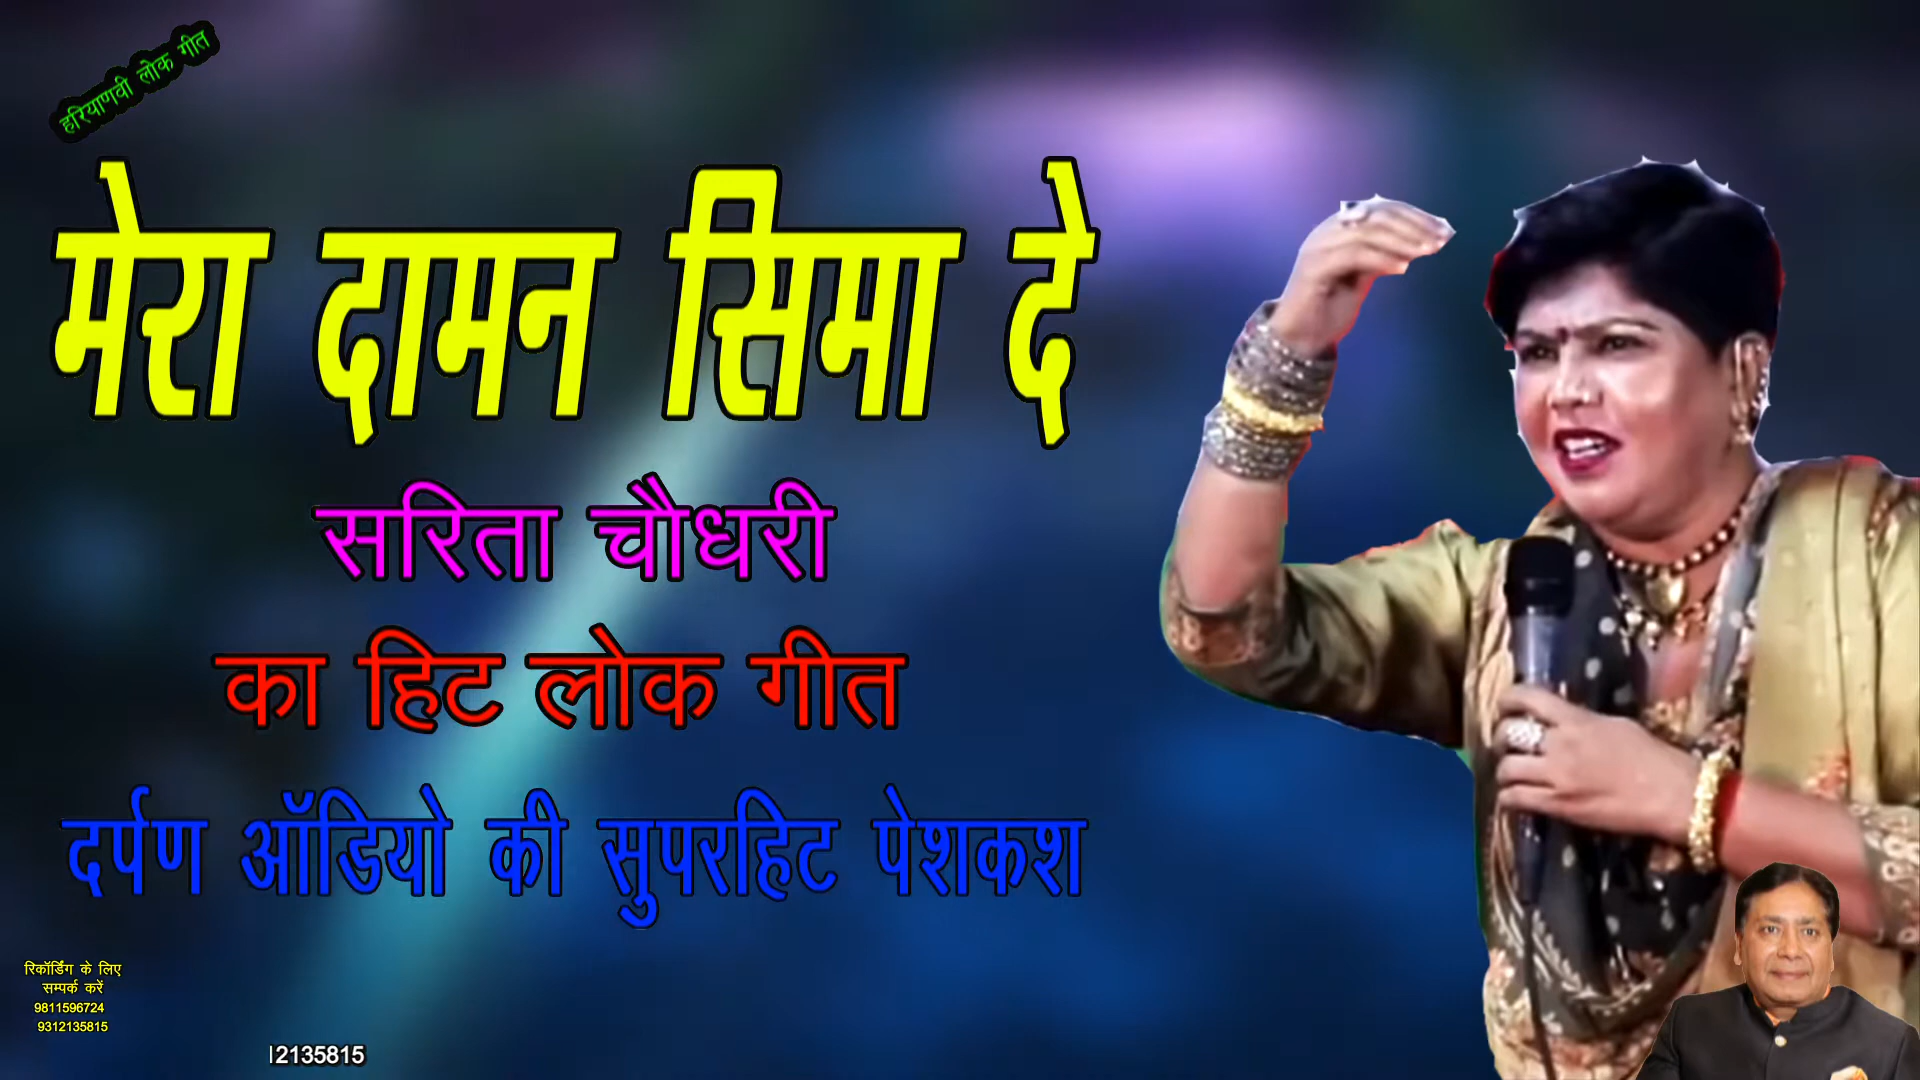 हरियाणवी लोक गीत
मेरा दामन सिमा दे
सरिता चौधरी
का हिट लोक गीत
दर्पण ऑडियो की सुपरहिट पेशकश
रिकॉर्डिंग के लिए
सम्पर्क करें
9811596724
9312135815
12135815